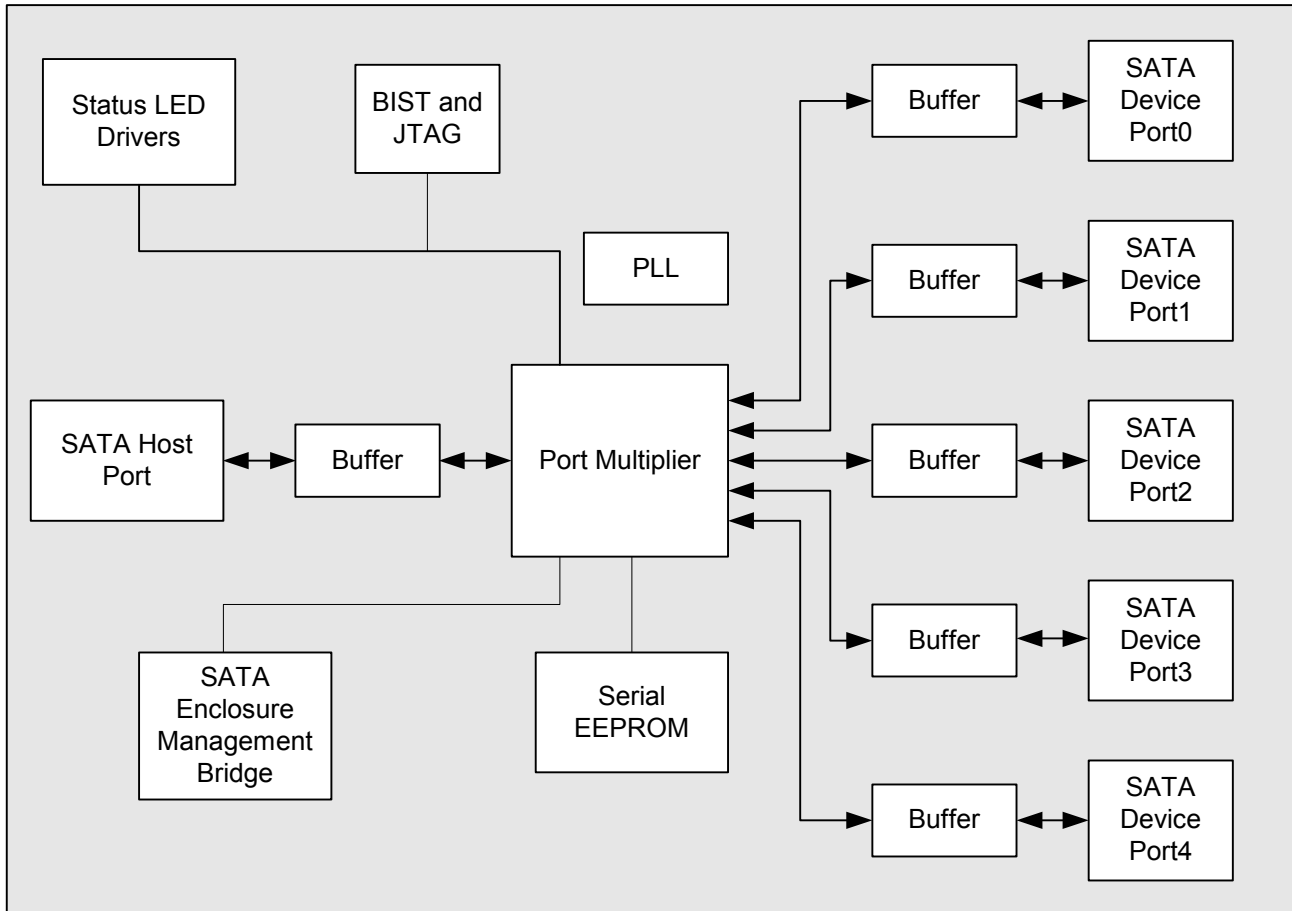 Status LED
Drivers
BIST and
JTAG
Buffer
SATA
Device
Port0
PLL
Buffer
SATA
Device
Port1
SATA Host
Port
Buffer
Port Multiplier
Buffer
SATA
Device
Port2
SATA
Enclosure
Management
Bridge
Serial
EEPROM
Buffer
SATA
Device
Port3
Buffer
SATA
Device
Port4